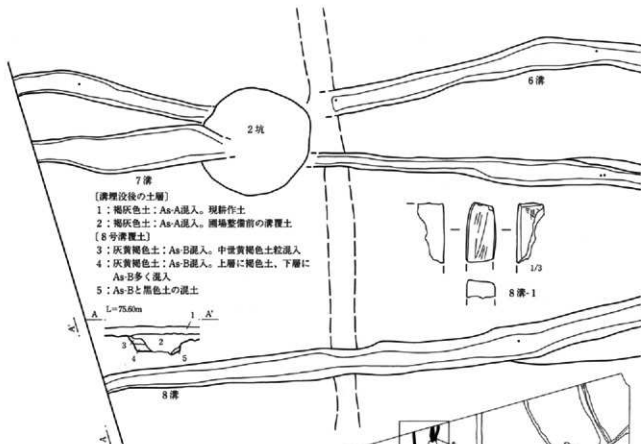 6溝
2坑
7溝
〔溝埋没後の土層〕
1：褐灰色土：As-A混入。現耕作土
2：褐灰色土：As-A混入。圃場整備前の溝覆土
〔8号溝覆土〕
3：灰黄褐色土：As-B混入。中世黄褐色土粒混入
4：灰黄褐色土：As-B混入。上層に褐色土、下層に
As-B多く混入
5：As-Bと黒色土の混土
1/3
8溝-1
A
L=75.60m
1
A'
A'
3
2
4
5
8溝
A